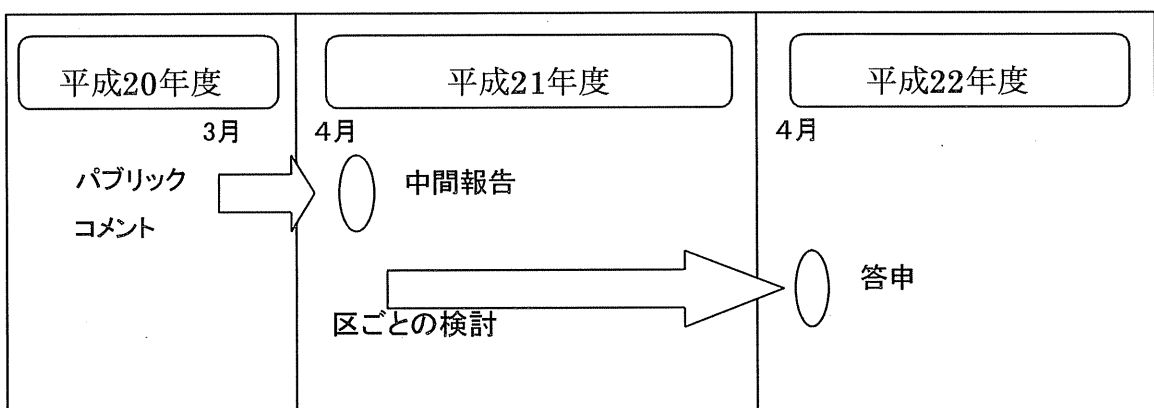 平成20年度
平成21年度
平成22年度
3月
4月
4月
パブリック
コメント
中間報告
区ごとの検討
答申